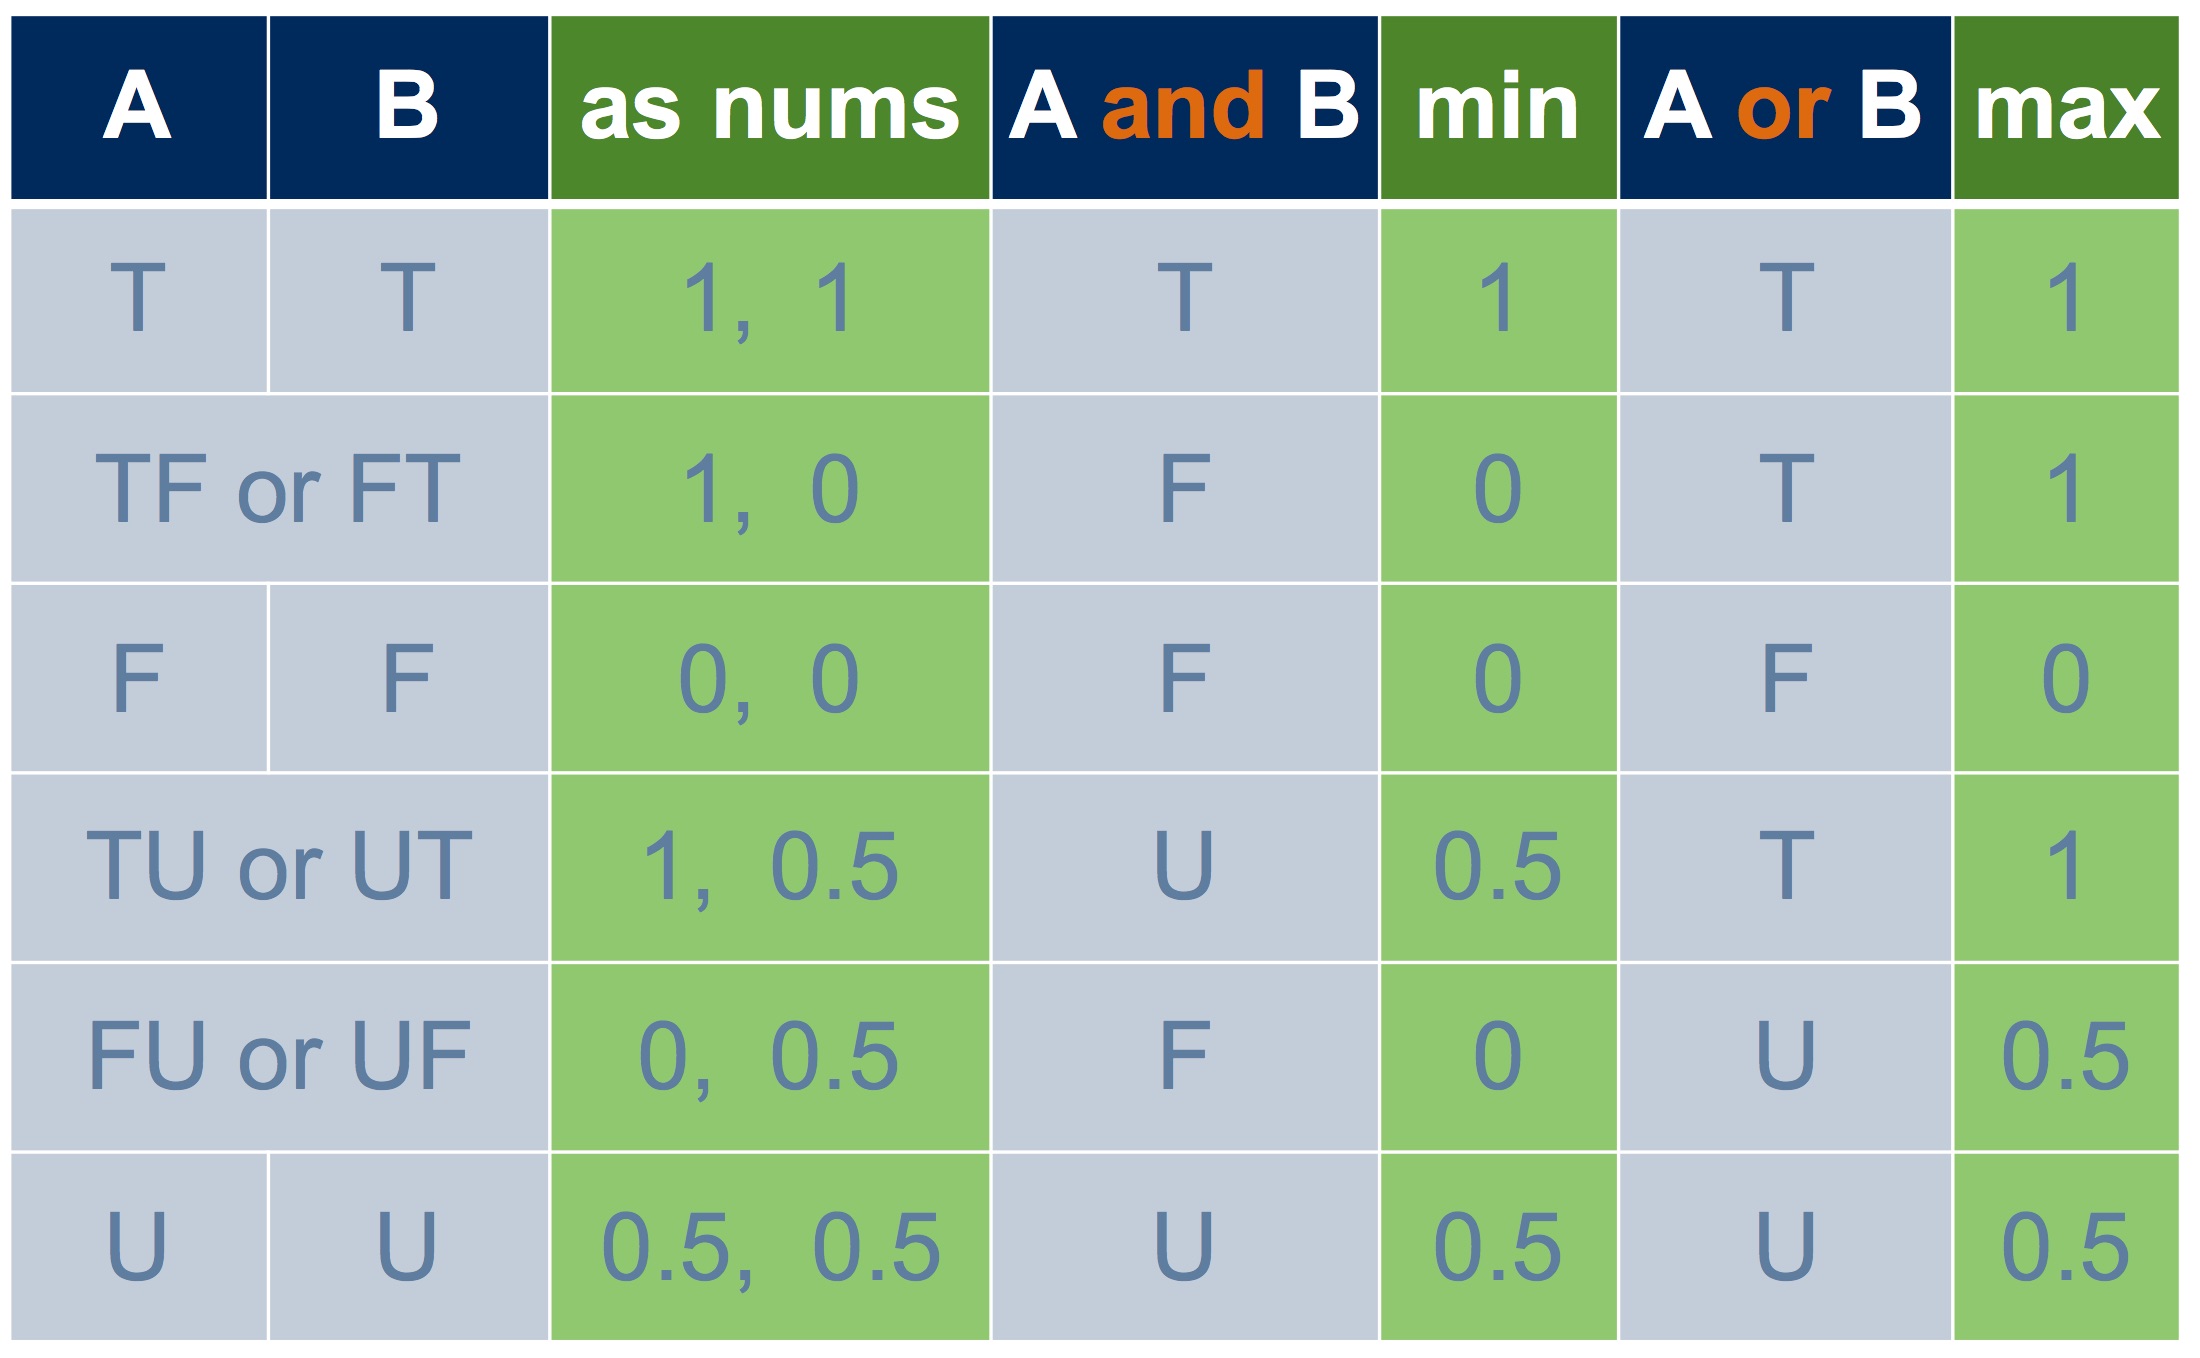 A B as nums A and B min A or B max
T T 1, 1 T 1 T 1
TF or FT 1, 0 F 0 T 1
F F 0, 0 F 0 F 0
TU or UT 1, 0.5 U 0.5 T 1
FU or UF 0, 0.5 F 0 U 0.5
U U 0.5, 0.5 U 0.5 U 0.5